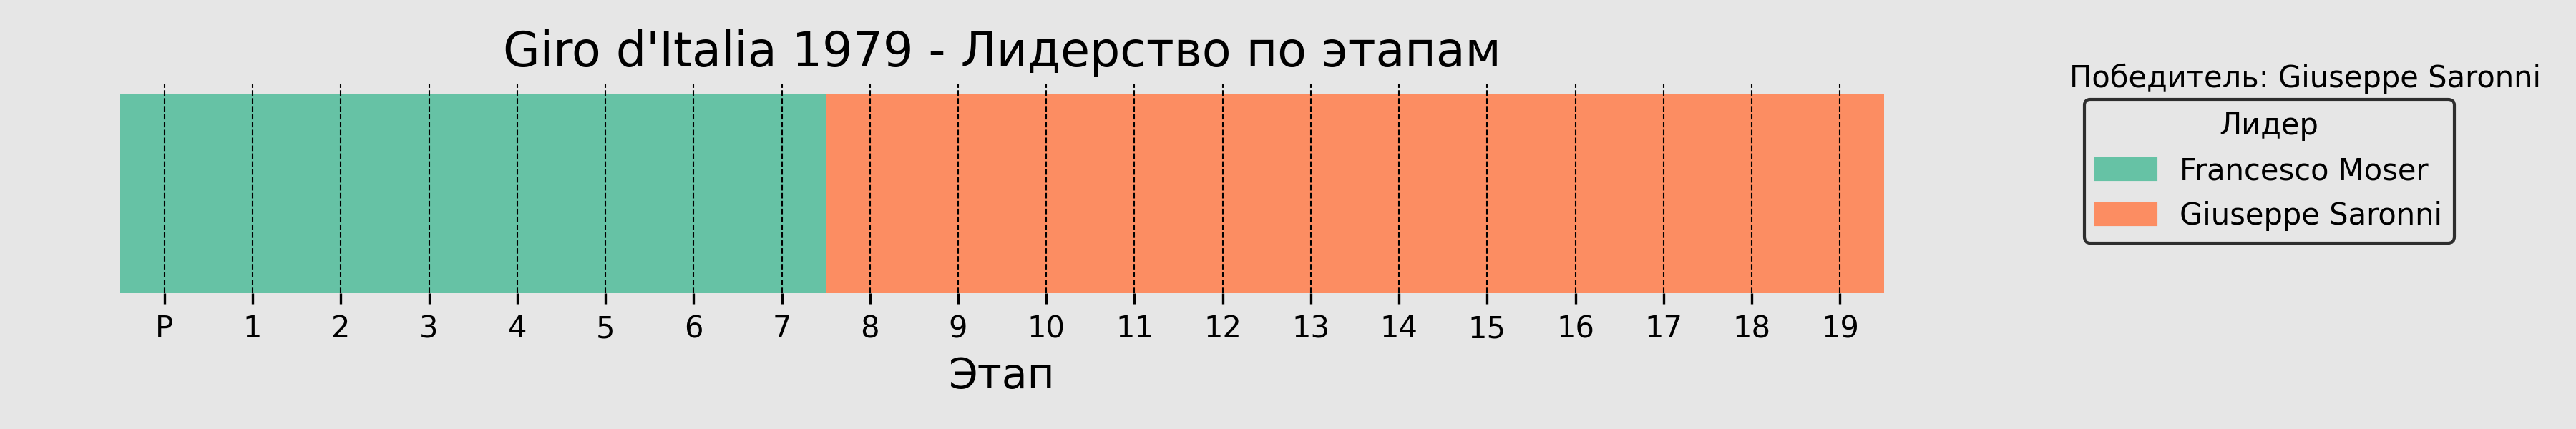 Giro d'Italia 1979 - Лидерство по этапам
Победитель: Giuseppe Saronni
Лидер
Francesco Moser
Giuseppe Saronni
P 1 2 3 4 5 6 7 8 9 10 11 12 13 14 15 16 17 18 19
Этап